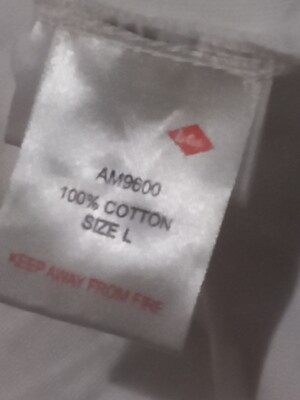 AM9600
100% COTTON
SIZE L
KEEP AWAY FROM FIRE